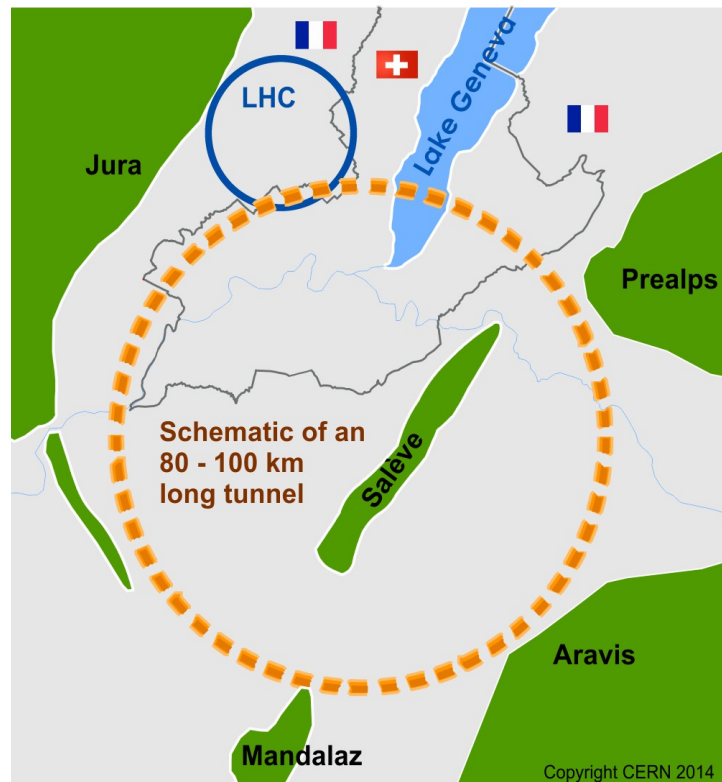 LHC
Lake Geneva
Jura
Prealps
Schematic of an
80 - 100 km
long tunnel
Salève
Aravis
Mandalaz
Copyright CERN 2014